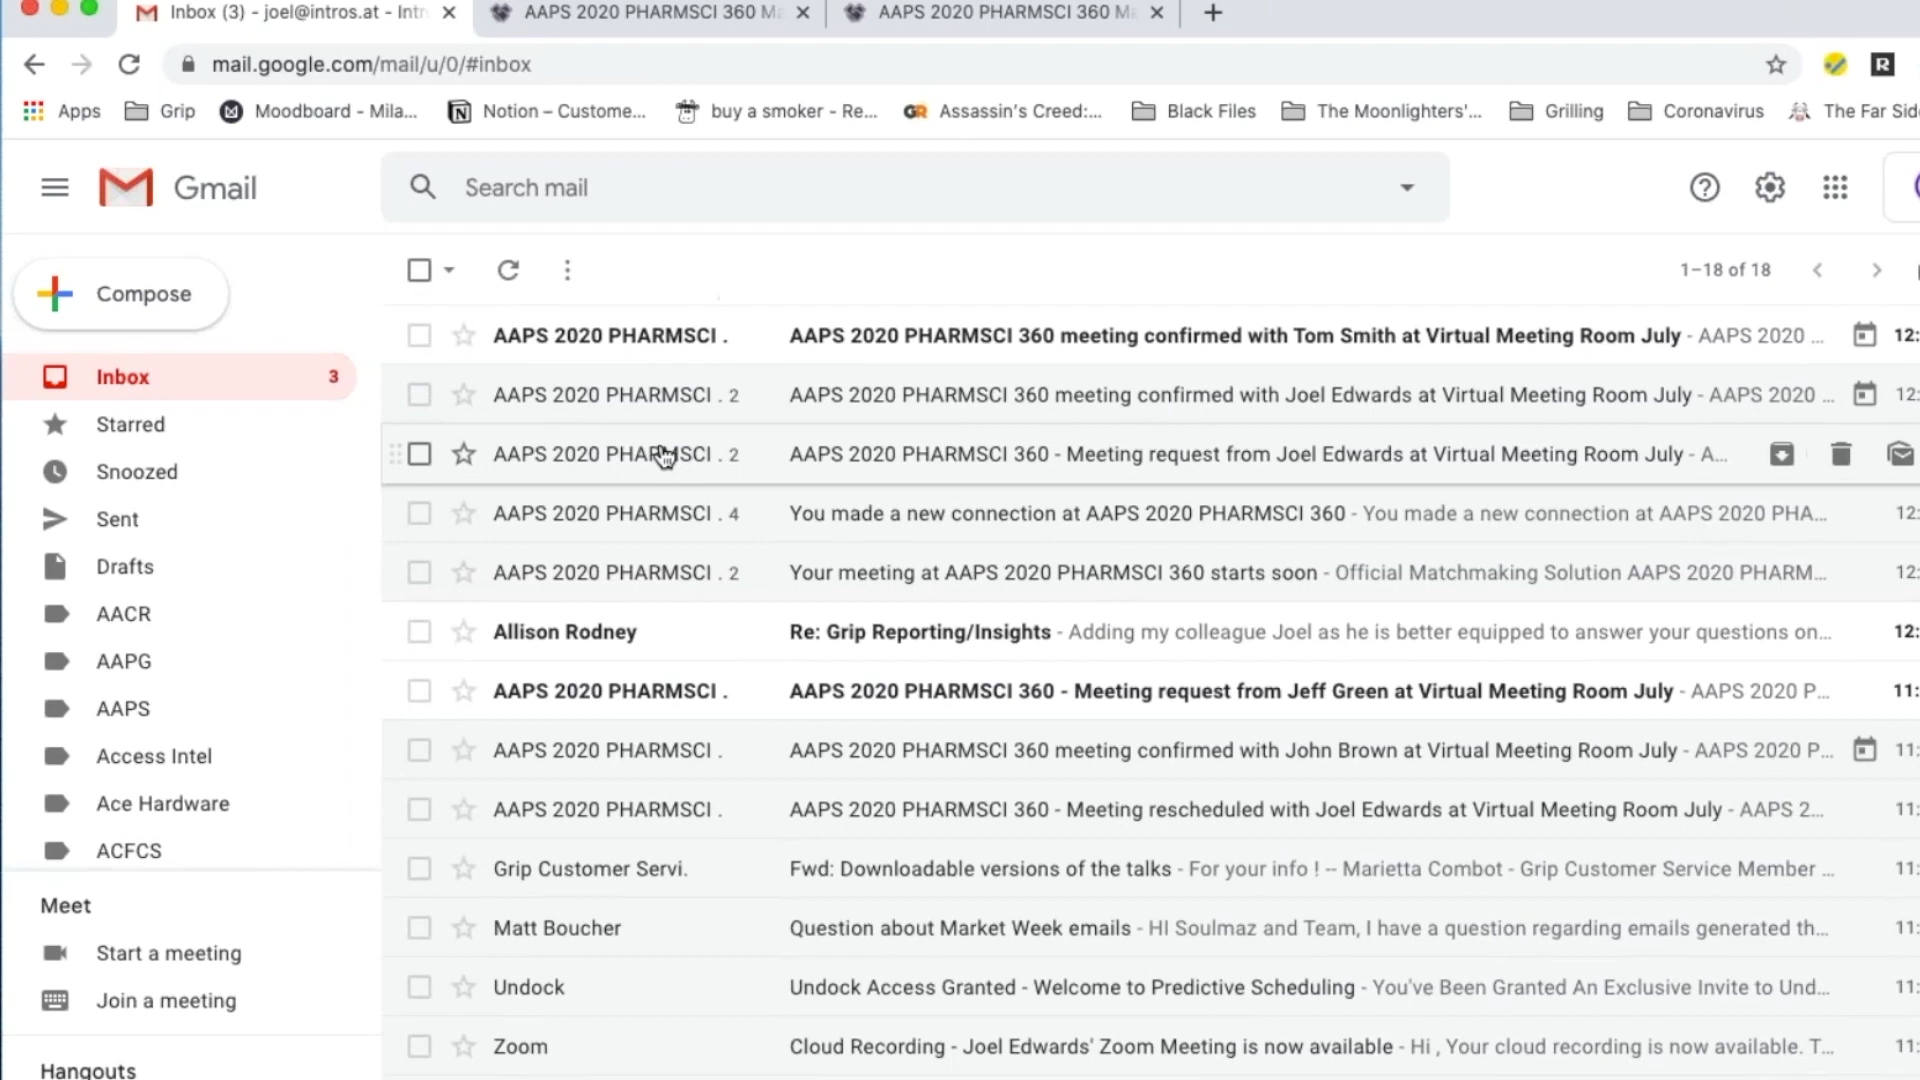 Inbox (3) - joel@intros.at - Intr
AAPS 2020 PHARMSCI 360 Ma
AAPS 2020 PHARMSCI 360 Ma
mail.google.com/mail/u/0/#inbox
R
Apps
Grip
Moodboard - Mila...
Notion – Custome...
buy a smoker - Re...
GR
Assassin's Creed:...
Black Files
The Moonlighters'...
Grilling
Coronavirus
The Far Sid
Gmail
Search mail
Compose
1–18 of 18
Inbox 3
Starred
Snoozed
Sent
Drafts
AACR
AAPG
AAPS
Access Intel
Ace Hardware
ACFCS
Meet
Start a meeting
Join a meeting
Hangouts
AAPS 2020 PHARMSCI . AAPS 2020 PHARMSCI 360 meeting confirmed with Tom Smith at Virtual Meeting Room July - AAPS 2020 ... 12:
AAPS 2020 PHARMSCI . 2 AAPS 2020 PHARMSCI 360 meeting confirmed with Joel Edwards at Virtual Meeting Room July - AAPS 2020 ... 12:
AAPS 2020 PHARMSCI . 2 AAPS 2020 PHARMSCI 360 - Meeting request from Joel Edwards at Virtual Meeting Room July - A...
AAPS 2020 PHARMSCI . 4 You made a new connection at AAPS 2020 PHARMSCI 360 - You made a new connection at AAPS 2020 PHA... 12:
AAPS 2020 PHARMSCI . 2 Your meeting at AAPS 2020 PHARMSCI 360 starts soon - Official Matchmaking Solution AAPS 2020 PHARM... 12:
Allison Rodney Re: Grip Reporting/Insights - Adding my colleague Joel as he is better equipped to answer your questions on... 12:
AAPS 2020 PHARMSCI . AAPS 2020 PHARMSCI 360 - Meeting request from Jeff Green at Virtual Meeting Room July - AAPS 2020 P... 11:
AAPS 2020 PHARMSCI . AAPS 2020 PHARMSCI 360 meeting confirmed with John Brown at Virtual Meeting Room July - AAPS 2020 P... 11:
AAPS 2020 PHARMSCI . AAPS 2020 PHARMSCI 360 - Meeting rescheduled with Joel Edwards at Virtual Meeting Room July - AAPS 2... 11:
Grip Customer Servi. Fwd: Downloadable versions of the talks - For your info ! -- Marietta Combot - Grip Customer Service Member ... 11:
Matt Boucher Question about Market Week emails - HI Soulmaz and Team, I have a question regarding emails generated th... 11:
Undock Undock Access Granted - Welcome to Predictive Scheduling - You've Been Granted An Exclusive Invite to Und... 11:
Zoom Cloud Recording - Joel Edwards' Zoom Meeting is now available - Hi , Your cloud recording is now available. T... 11: